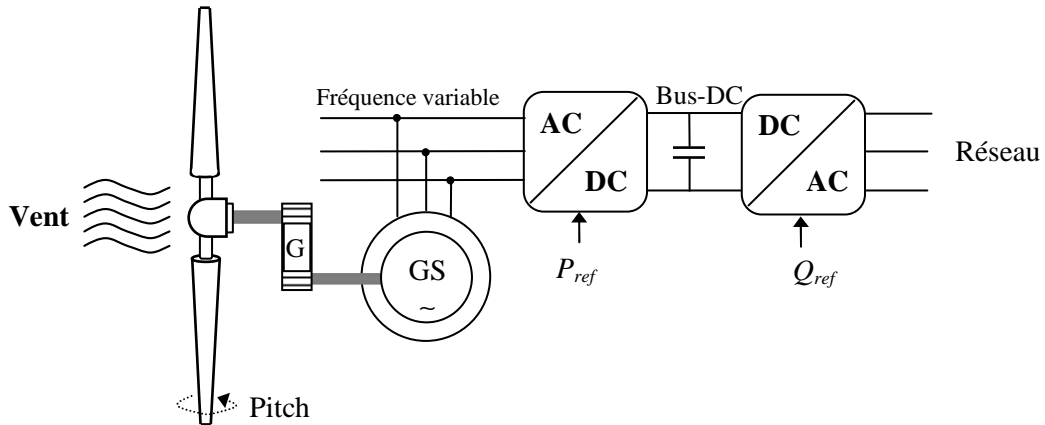 Fréquence variable
Bus-DC
AC
DC
DC
AC
Réseau
Vent
G
GS
~
P_ref
Q_ref
Pitch